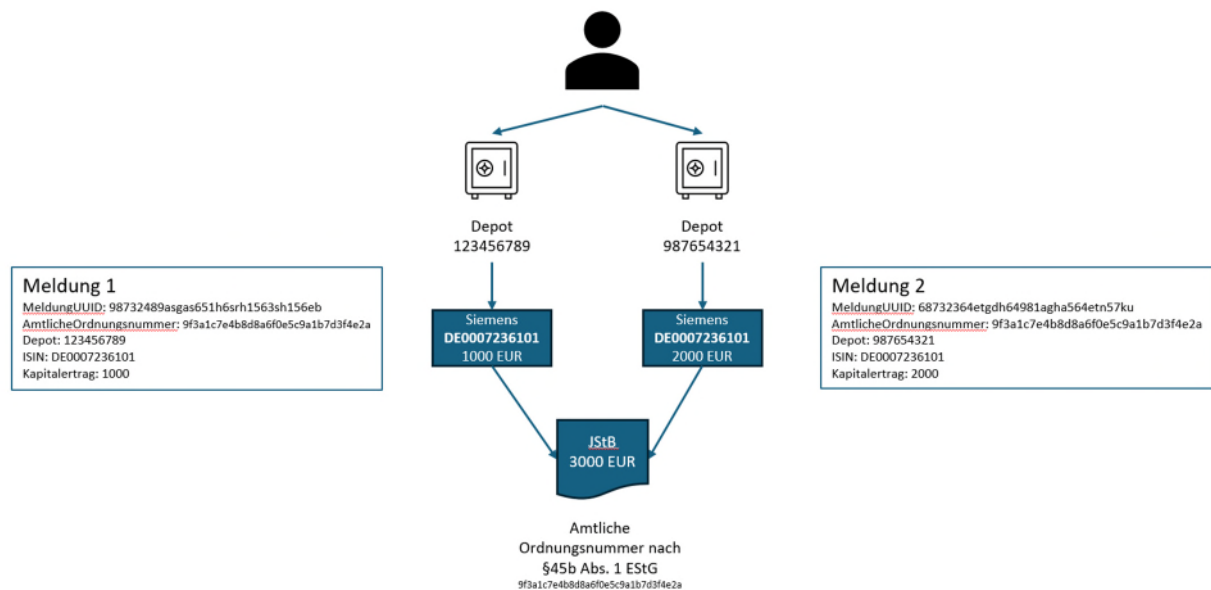 Depot
123456789
Depot
987654321
Meldung 1
MeldungUUID: 98732489asgas651h6srh1563sh156eb
AmtlicheOrdnungsnummer: 9f3a1c7e4b8d8a6f0e5c9a1b7d3f4e2a
Depot: 123456789
ISIN: DE0007236101
Kapitalertrag: 1000
Siemens
DE0007236101
1000 EUR
Siemens
DE0007236101
2000 EUR
Meldung 2
MeldungUUID: 68732364etgdh64981agha564etn57ku
AmtlicheOrdnungsnummer: 9f3a1c7e4b8d8a6f0e5c9a1b7d3f4e2a
Depot: 987654321
ISIN: DE0007236101
Kapitalertrag: 2000
JStB
3000 EUR
Amtliche
Ordnungsnummer nach
§45b Abs. 1 EStG
9f3a1c7e4b8d8a6f0e5c9a1b7d3f4e2a